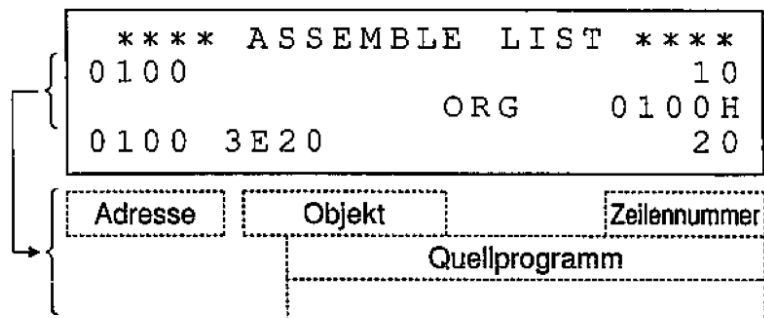 **** ASSEMBLE LIST ****
0100 10
ORG 0100H
0100 3E20 20
Adresse Objekt Zeilennummer
Quellprogramm